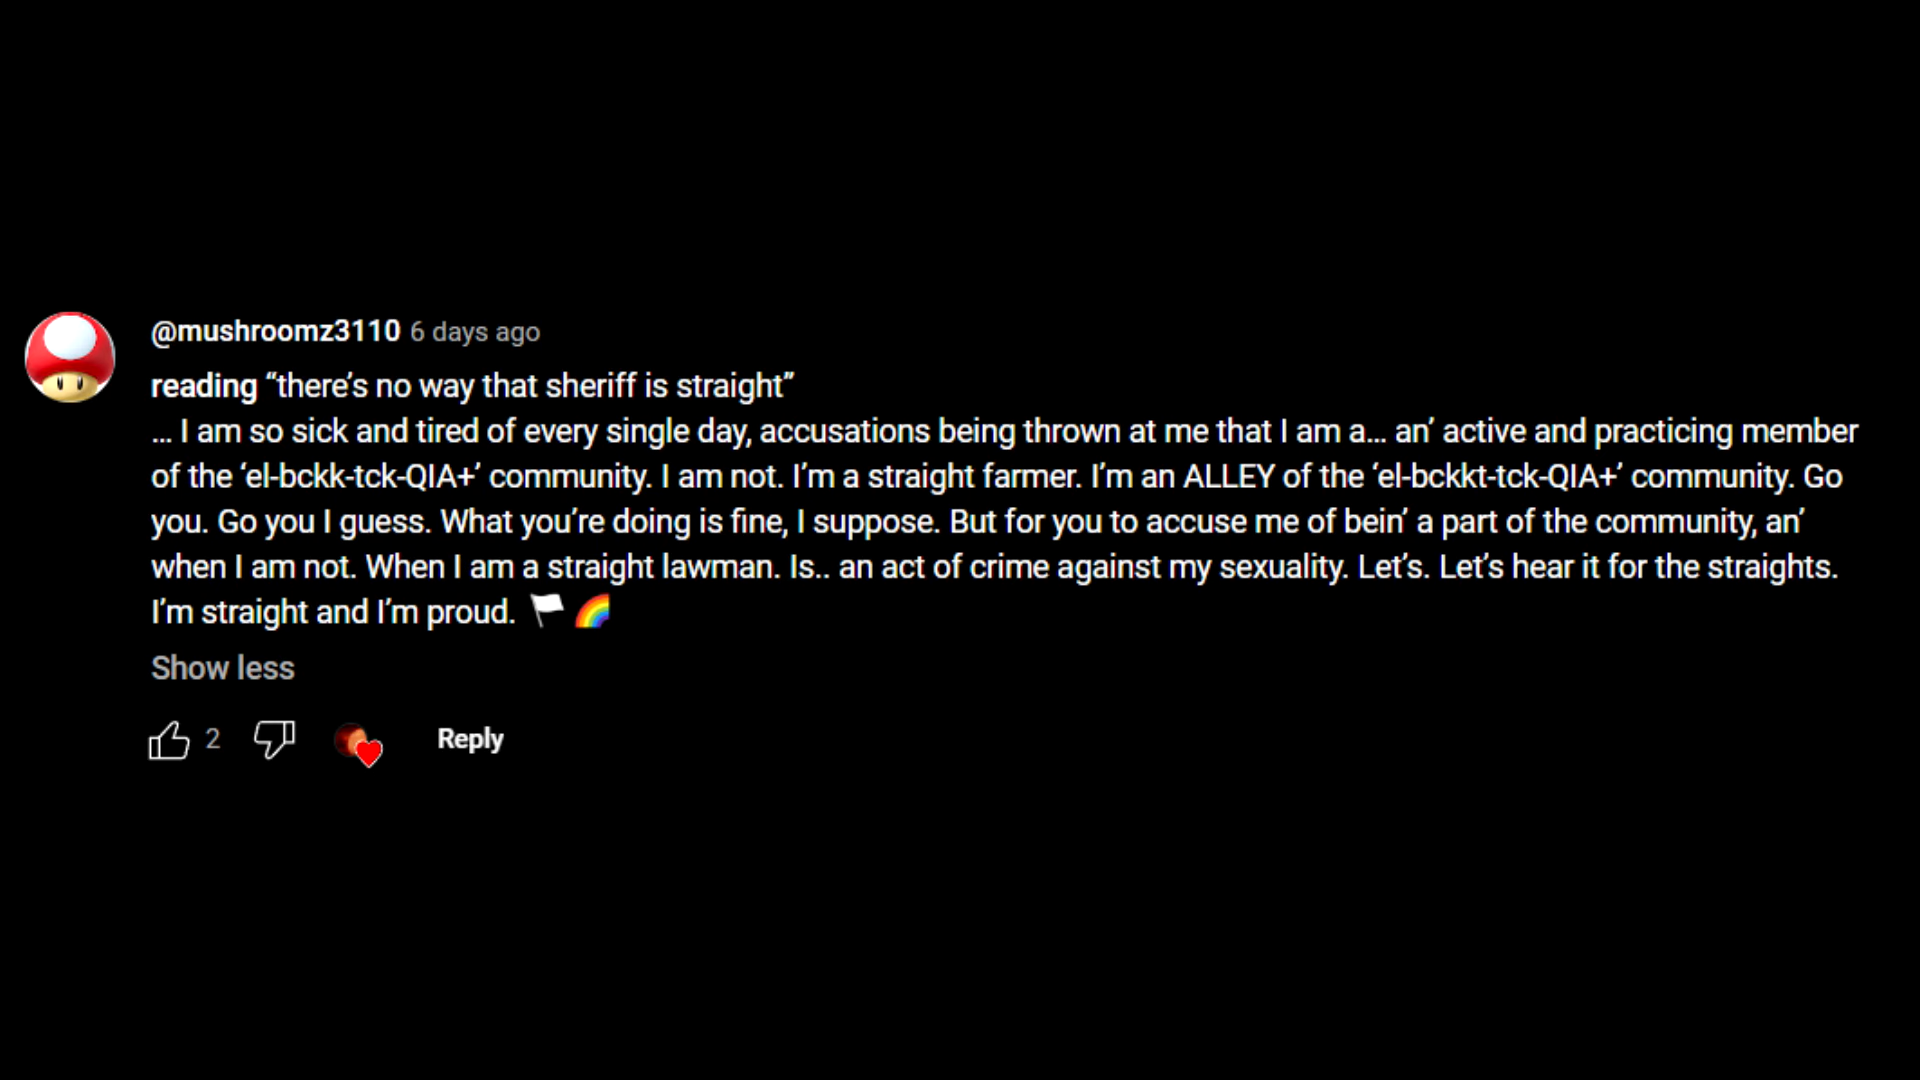 @mushroomz3110 6 days ago
reading “there’s no way that sheriff is straight”
... I am so sick and tired of every single day, accusations being thrown at me that I am a... an’ active and practicing member
of the ‘el-bckk-tck-QIA+’ community. I am not. I’m a straight farmer. I’m an ALLEY of the ‘el-bckkt-tck-QIA+’ community. Go
you. Go you I guess. What you’re doing is fine, I suppose. But for you to accuse me of bein’ a part of the community, an’
when I am not. When I am a straight lawman. Is.. an act of crime against my sexuality. Let’s. Let’s hear it for the straights.
I’m straight and I’m proud. 🏳️ 🌈
Show less
2 Reply